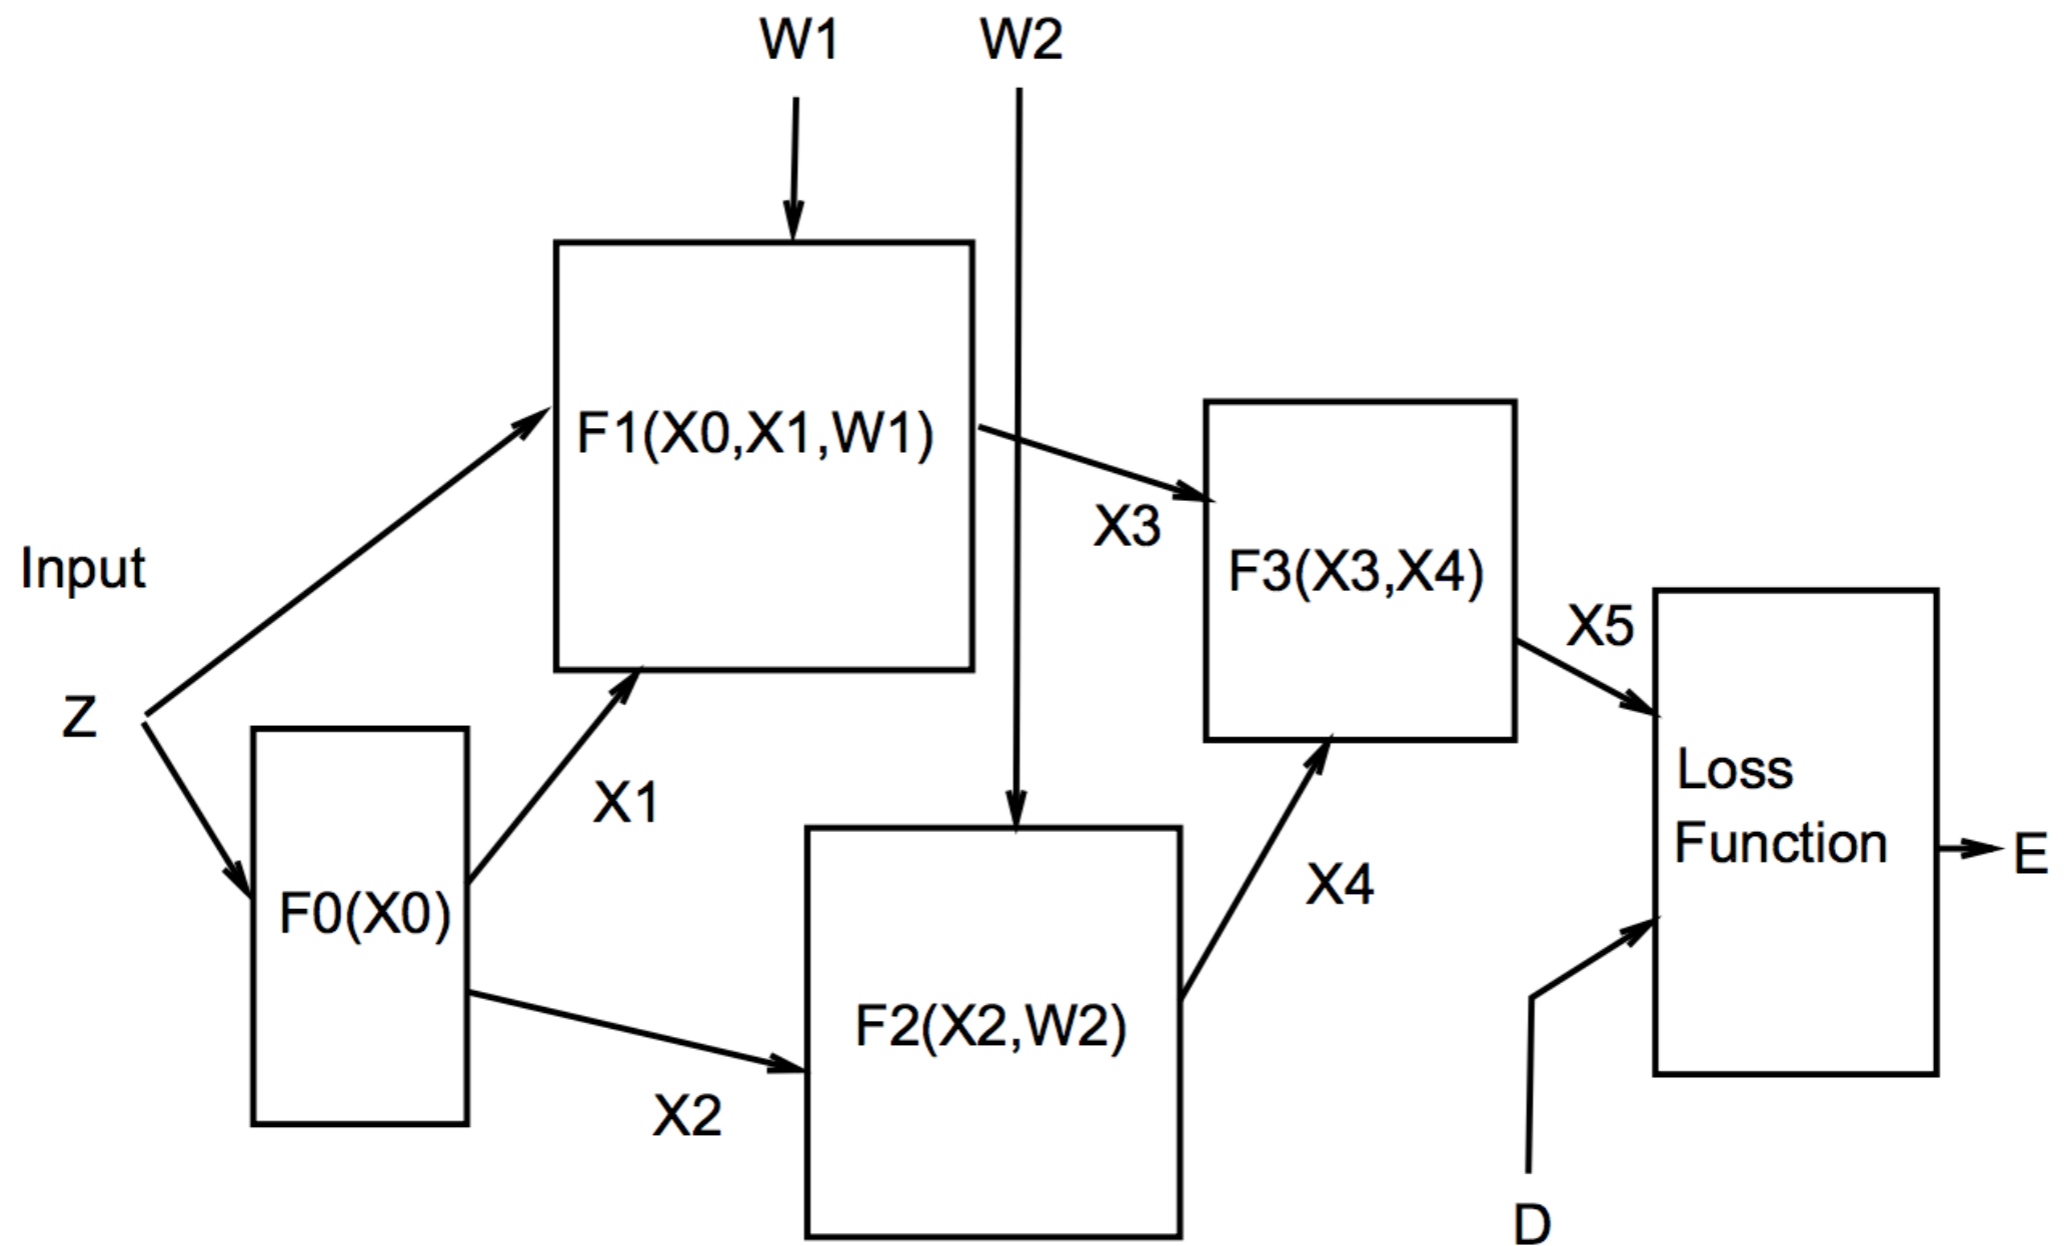 W1
W2
F1(X0,X1,W1)
X3
F3(X3,X4)
Input
X5
Z
X1
Loss
Function
E
F0(X0)
X4
F2(X2,W2)
X2
D